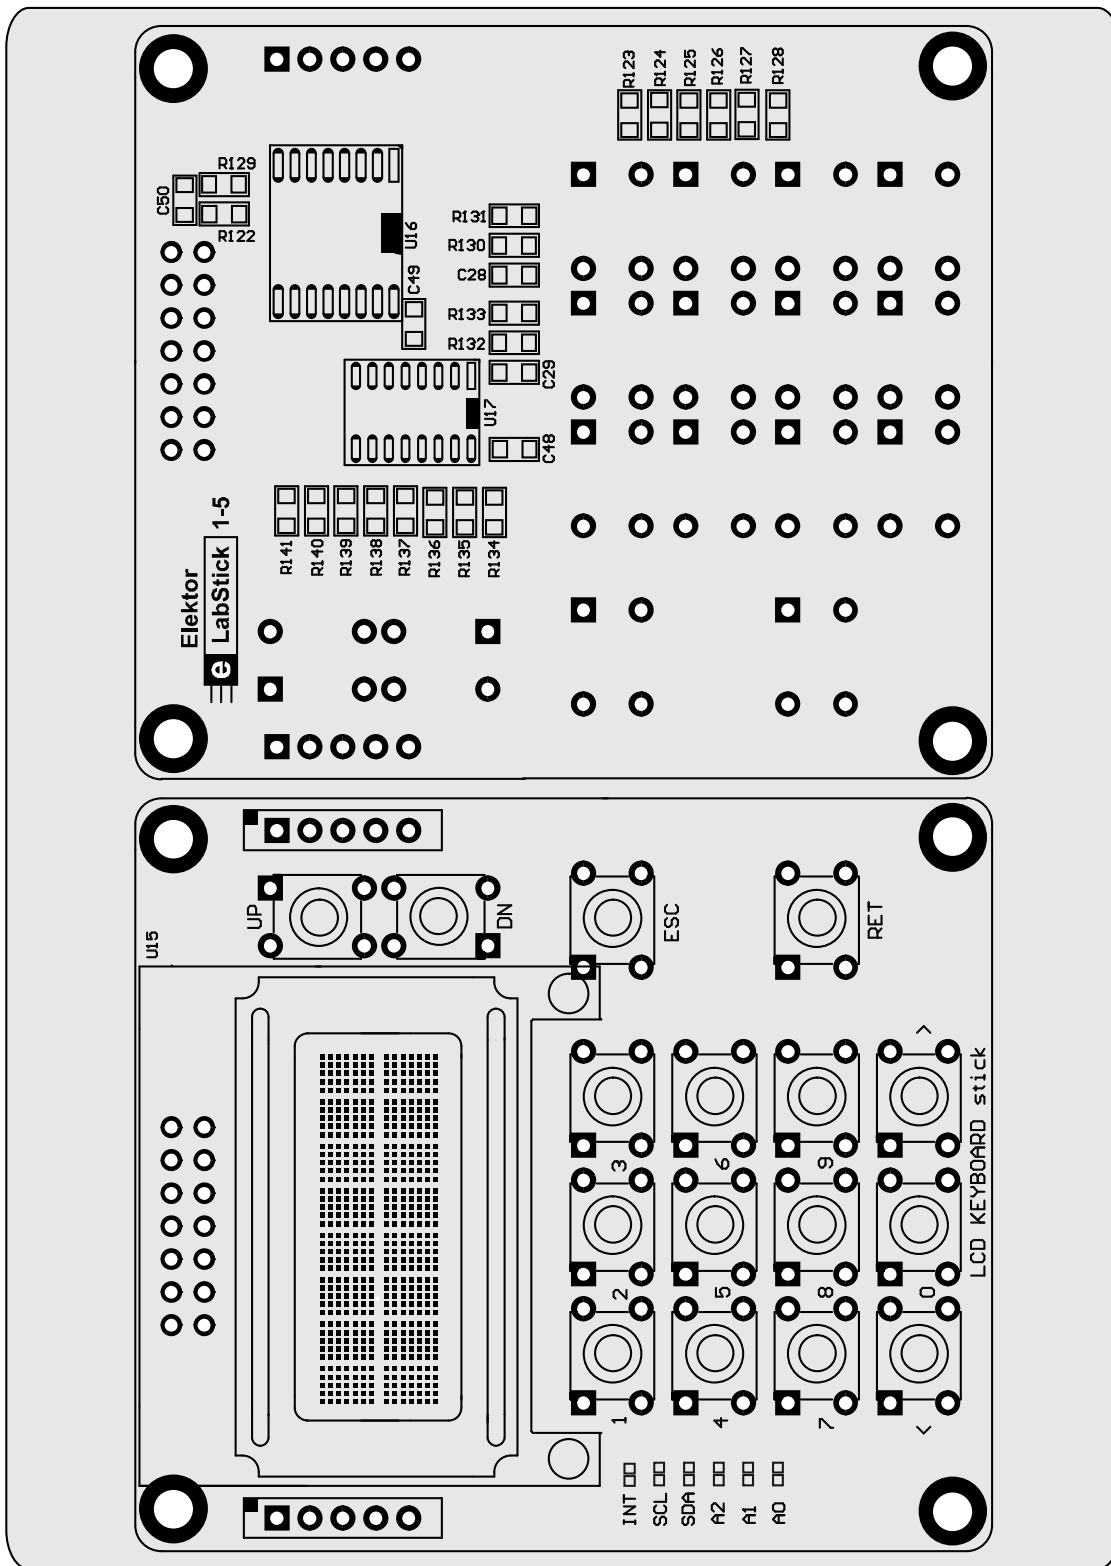 R123
R124
R125
R126
R127
R128
R129
C50
R122
U16
C49
R131
R130
C28
R133
R132
C29
U17
C48
R141
R140
R139
R138
R137
R136
R135
R134
Elektor
e LabStick 1-5
U15
UP
DN
ESC
RET
3
6
9
>
2
5
8
0
1
4
7
<
LCD KEYBOARD stick
INT
SCL
SDA
A2
A1
A0